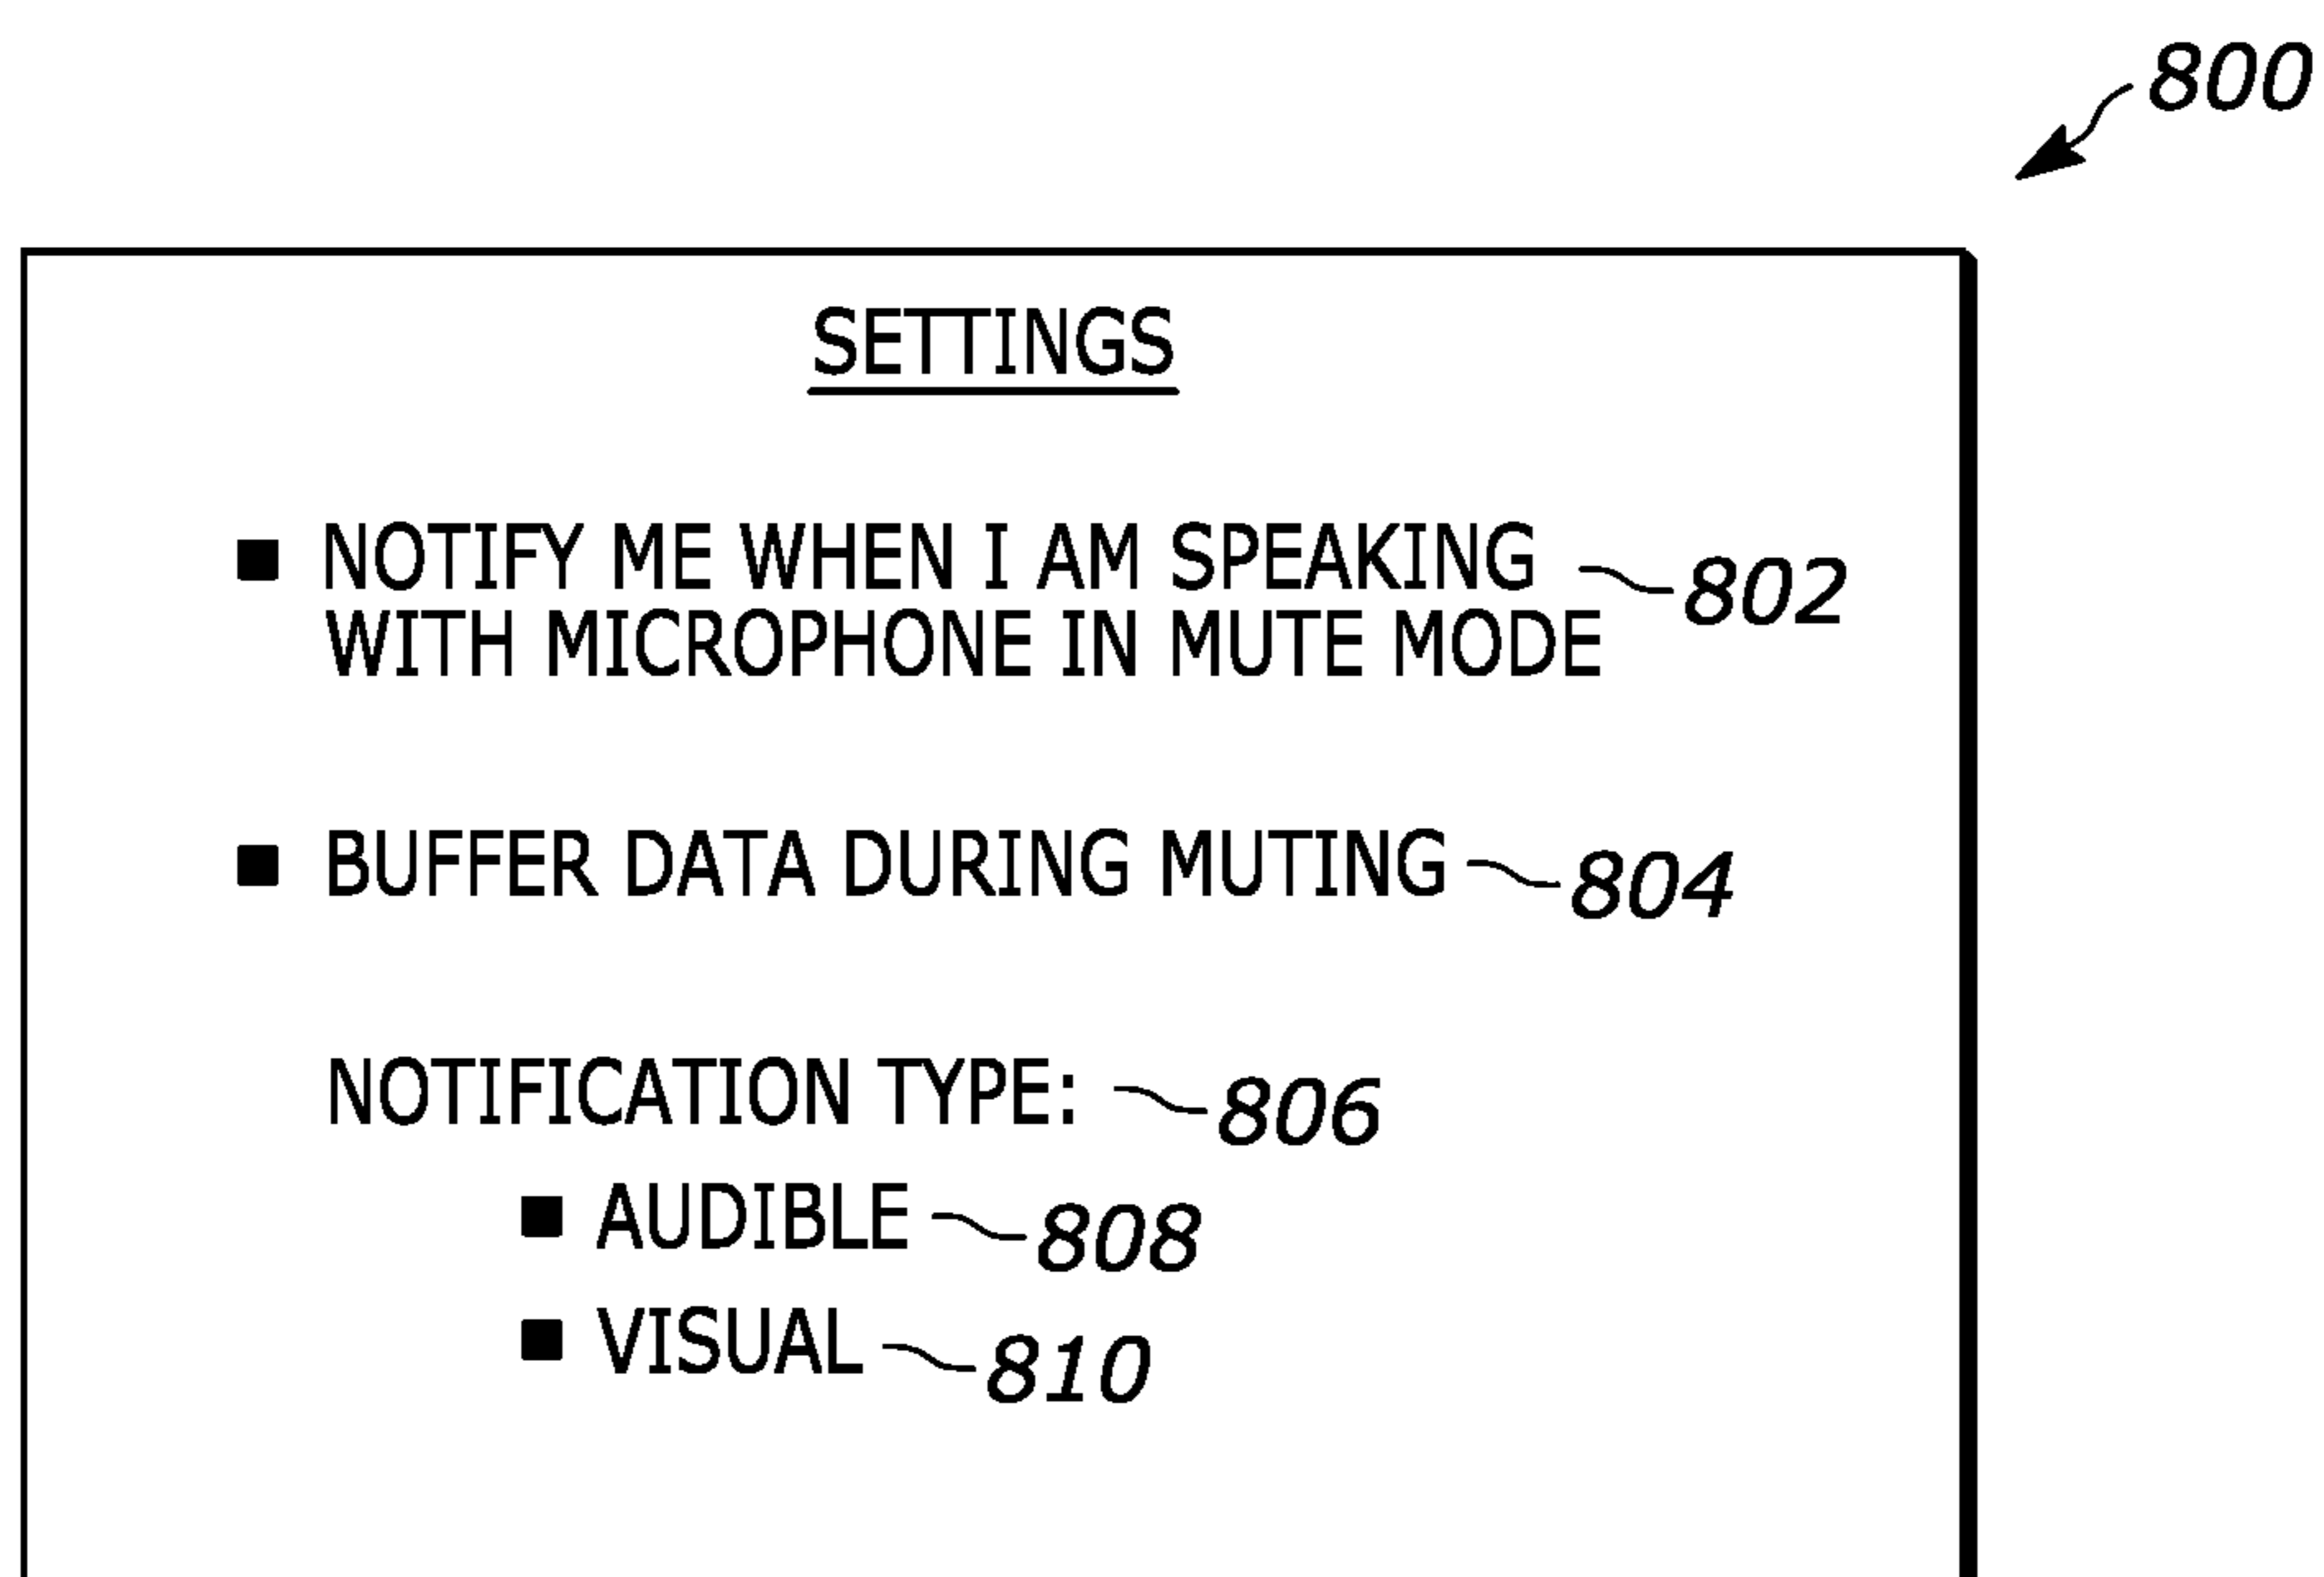 800
SETTINGS
NOTIFY ME WHEN I AM SPEAKING 802
WITH MICROPHONE IN MUTE MODE
BUFFER DATA DURING MUTING 804
NOTIFICATION TYPE: 806
AUDIBLE 808
VISUAL 810